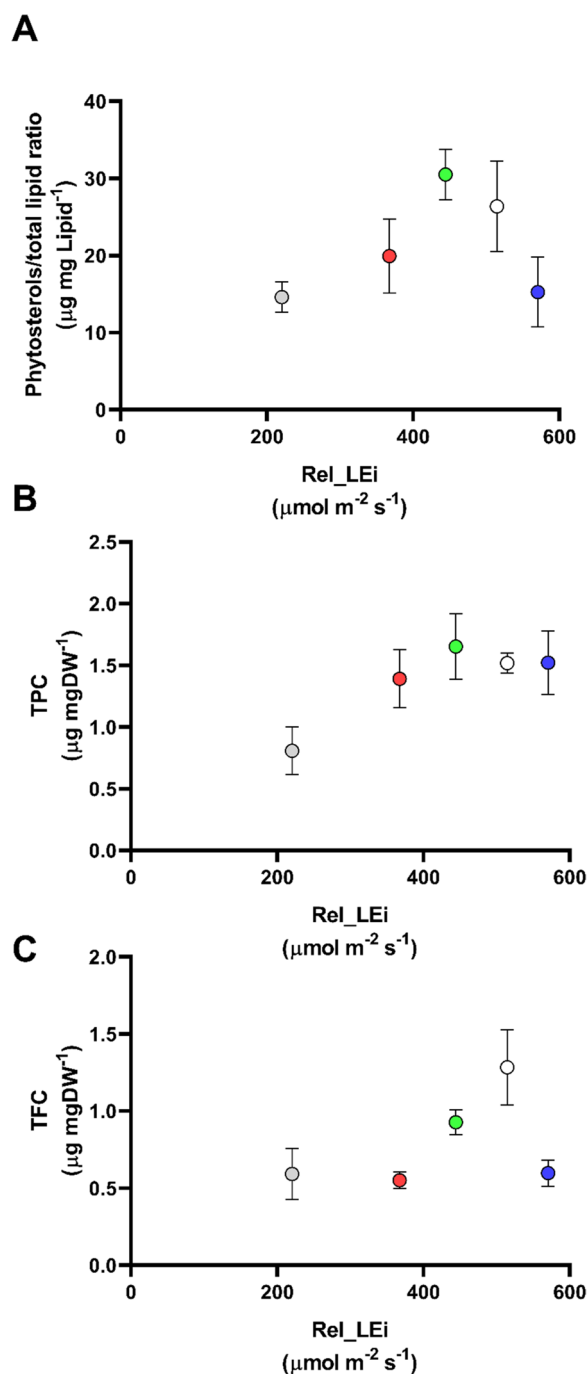 A
Phytosterols/total lipid ratio
(μg mg Lipid⁻¹)
40
30
20
10
0
0 200 400 600
Rel_LEi
(μmol m⁻² s⁻¹)
B
TPC
(μg mgDW⁻¹)
2.5
2.0
1.5
1.0
0.5
0.0
0 200 400 600
Rel_LEi
(μmol m⁻² s⁻¹)
C
TFC
(μg mgDW⁻¹)
2.0
1.5
1.0
0.5
0.0
0 200 400 600
Rel_LEi
(μmol m⁻² s⁻¹)